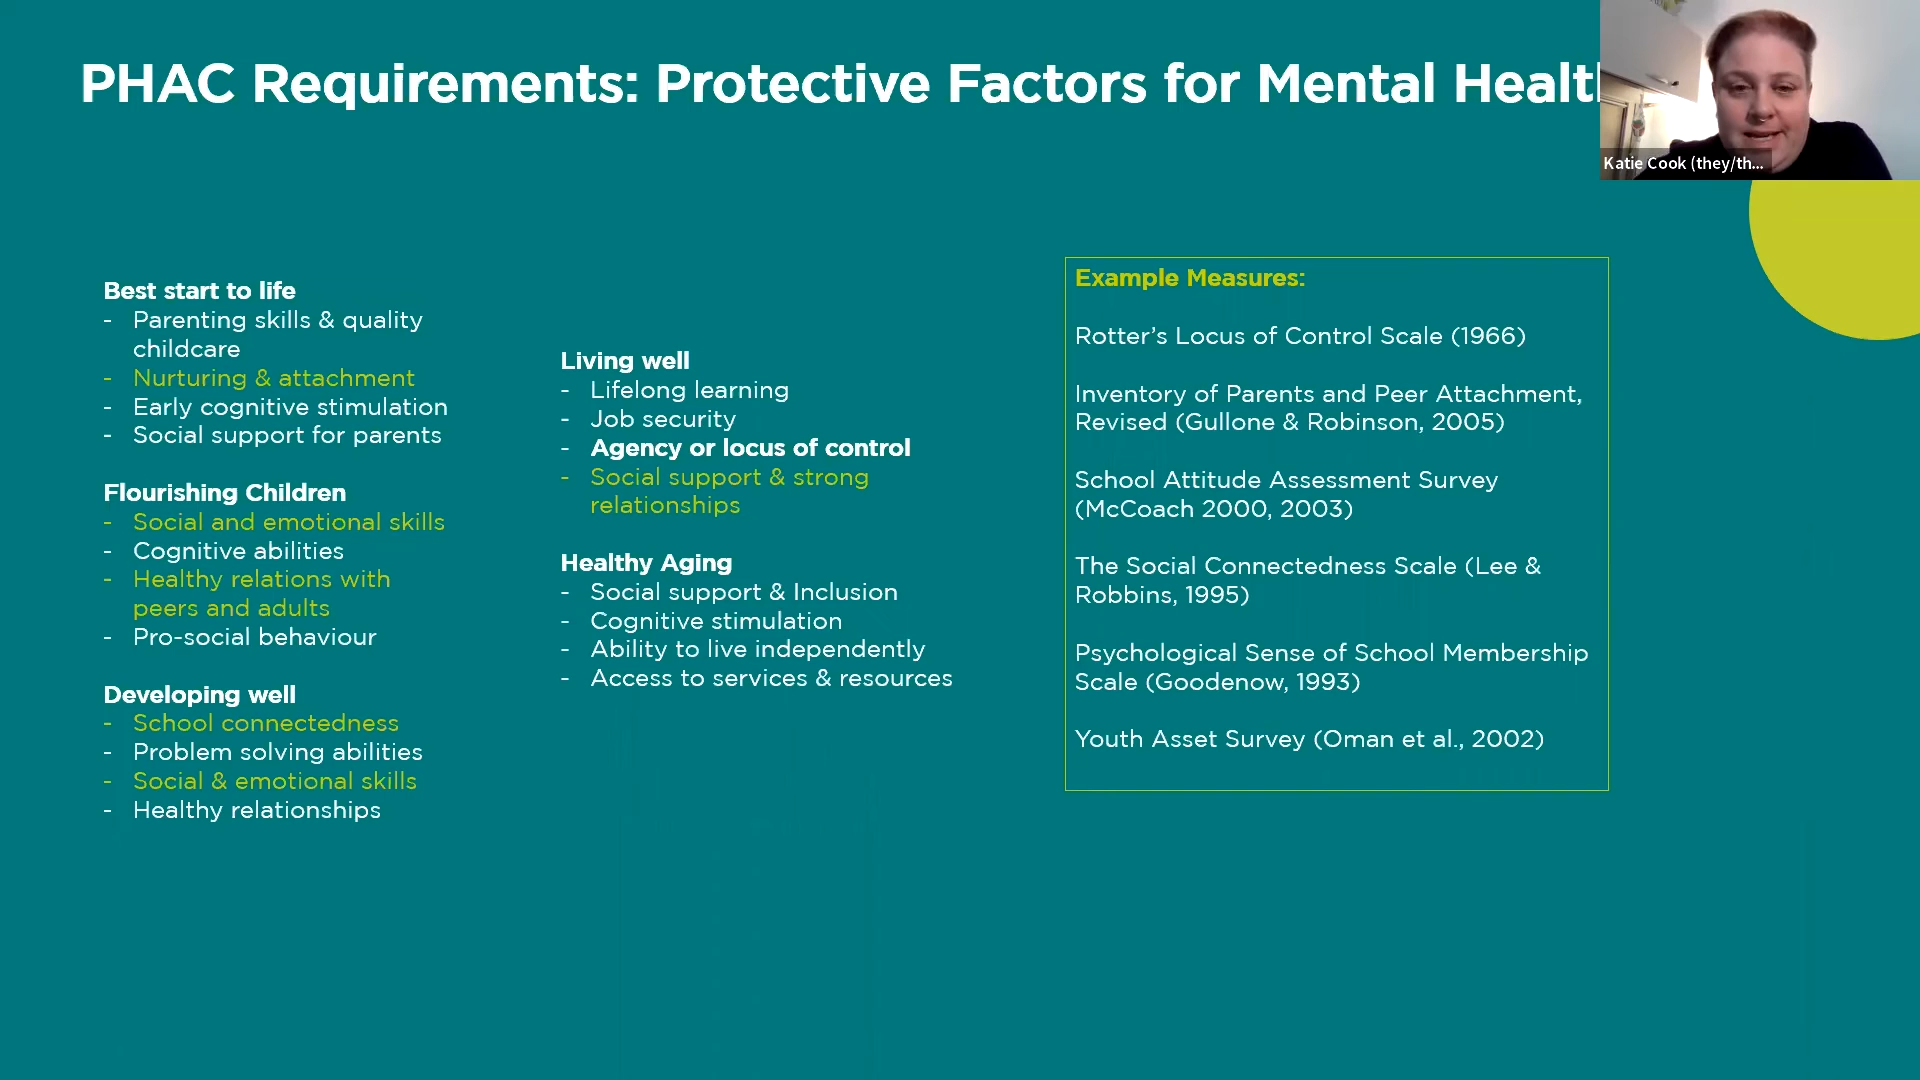 PHAC Requirements: Protective Factors for Mental Healt
Katie Cook (they/th...
Best start to life
- Parenting skills & quality
childcare
- Nurturing & attachment
- Early cognitive stimulation
- Social support for parents
Flourishing Children
- Social and emotional skills
- Cognitive abilities
- Healthy relations with
peers and adults
- Pro-social behaviour
Developing well
- School connectedness
- Problem solving abilities
- Social & emotional skills
- Healthy relationships
Living well
- Lifelong learning
- Job security
- Agency or locus of control
- Social support & strong
relationships
Healthy Aging
- Social support & Inclusion
- Cognitive stimulation
- Ability to live independently
- Access to services & resources
Example Measures:
Rotter’s Locus of Control Scale (1966)
Inventory of Parents and Peer Attachment,
Revised (Gullone & Robinson, 2005)
School Attitude Assessment Survey
(McCoach 2000, 2003)
The Social Connectedness Scale (Lee &
Robbins, 1995)
Psychological Sense of School Membership
Scale (Goodenow, 1993)
Youth Asset Survey (Oman et al., 2002)